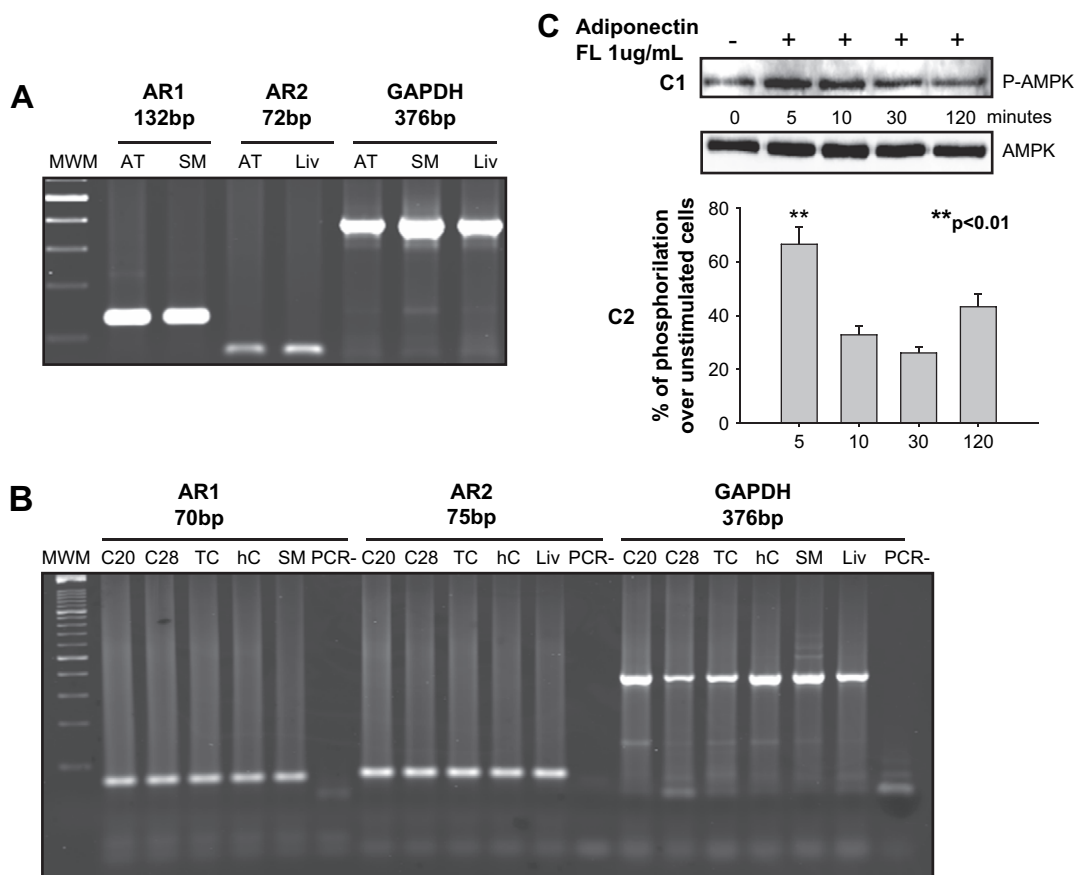 A
AR1 AR2 GAPDH
132bp 72bp 376bp
MWM AT SM AT Liv AT SM Liv
C
Adiponectin - + + + +
FL 1ug/mL
C1 P-AMPK
0 5 10 30 120 minutes
AMPK
C2
% of phosphorilation
over unstimulated cells
80
60
40
20
0
** **p<0.01
5 10 30 120
B
AR1 AR2 GAPDH
70bp 75bp 376bp
MWM C20 C28 TC hC SM PCR- C20 C28 TC hC Liv PCR- C20 C28 TC hC SM Liv PCR-